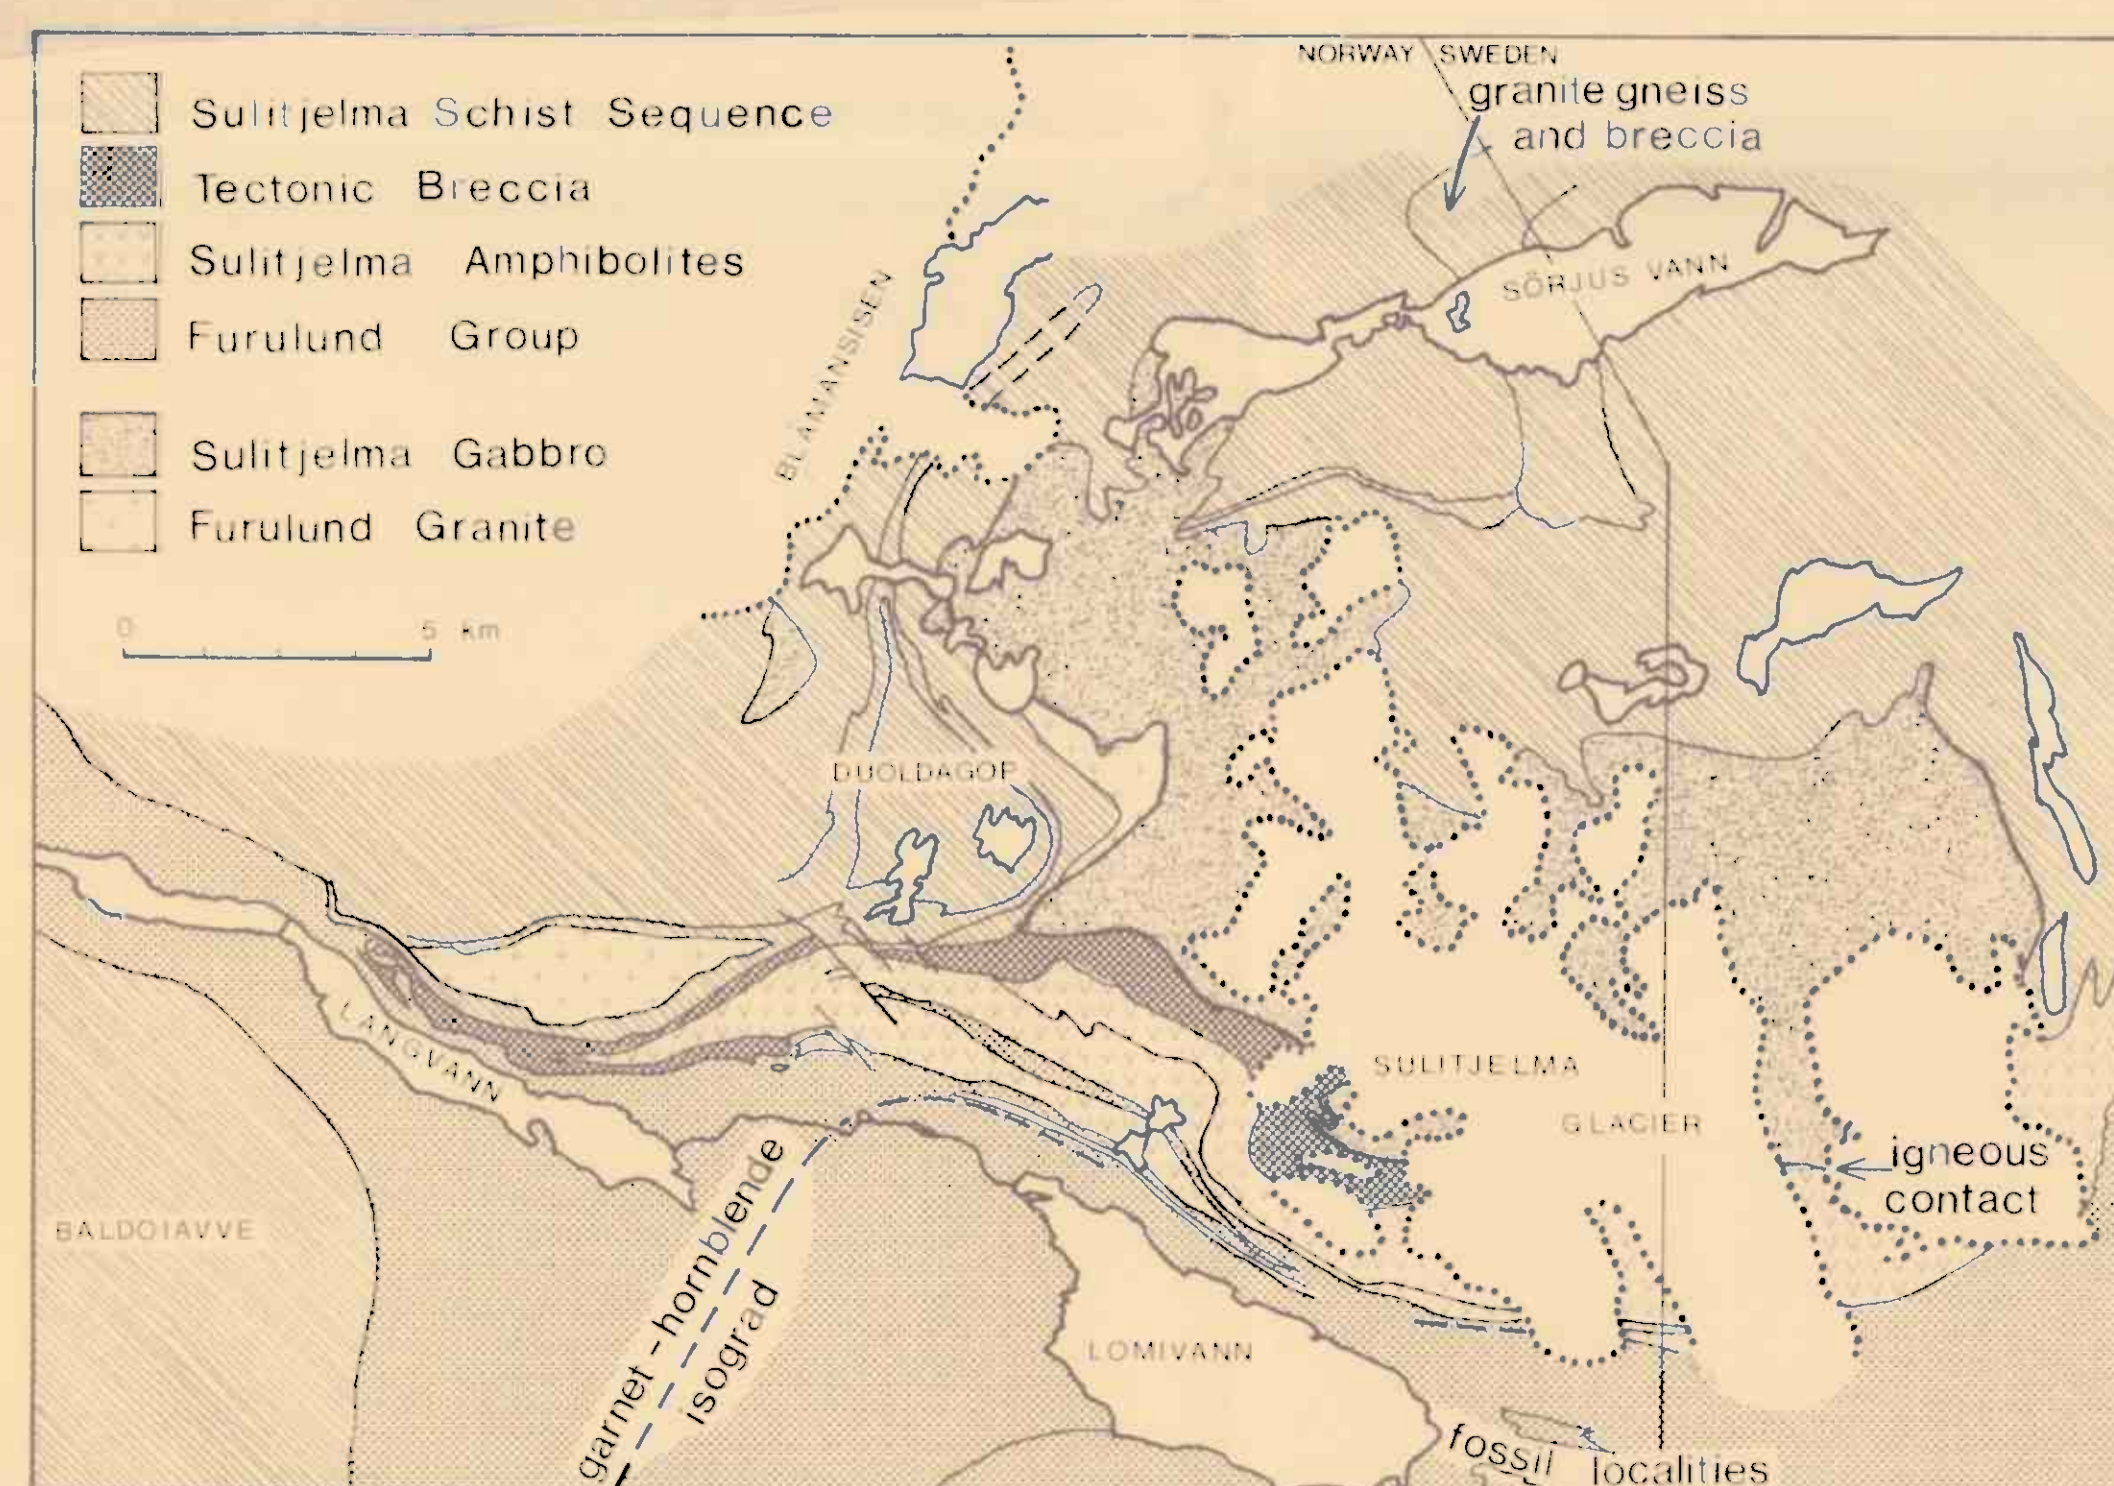 NORWAY SWEDEN
granite gneiss
and breccia
Sulitjelma Schist Sequence
Tectonic Breccia
Sulitjelma Amphibolites
Furulund Group
Sulitjelma Gabbro
Furulund Granite
0 5 km
BLÅMANSISEN
SÖRJUS VANN
DUOLDAGOP
LANGVANN
SULITJELMA
GLACIER
igneous
contact
BALDOIAVVE
garnet-hornblende
isograd
LOMIVANN
fossil localities